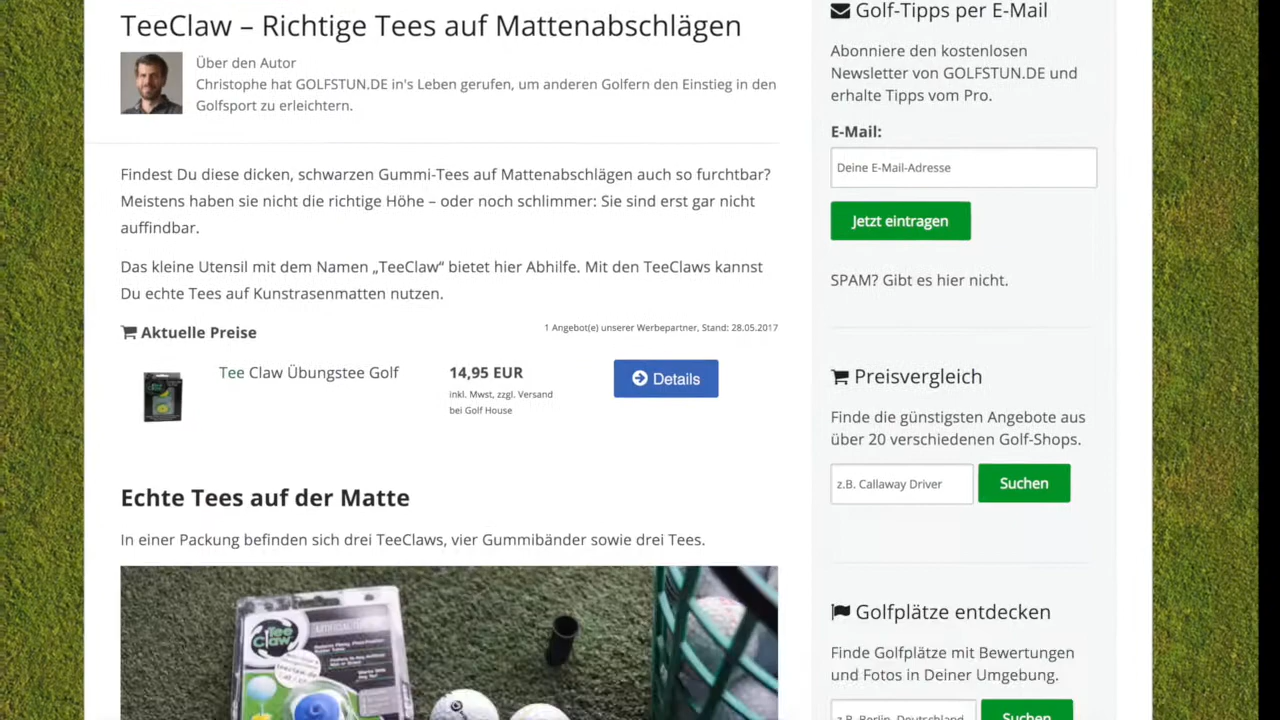 TeeClaw – Richtige Tees auf Mattenabschlägen
Über den Autor
Christophe hat GOLFSTUN.DE in's Leben gerufen, um anderen Golfern den Einstieg in den
Golfsport zu erleichtern.
Findest Du diese dicken, schwarzen Gummi-Tees auf Mattenabschlägen auch so furchtbar?
Meistens haben sie nicht die richtige Höhe – oder noch schlimmer: Sie sind erst gar nicht
auffindbar.
Das kleine Utensil mit dem Namen „TeeClaw“ bietet hier Abhilfe. Mit den TeeClaws kannst
Du echte Tees auf Kunstrasenmatten nutzen.
Aktuelle Preise
1 Angebot(e) unserer Werbepartner, Stand: 28.05.2017
Tee Claw Übungstee Golf
14,95 EUR
inkl. Mwst, zzgl. Versand
bei Golf House
Details
Echte Tees auf der Matte
In einer Packung befinden sich drei TeeClaws, vier Gummibänder sowie drei Tees.
Tee
Claw
Golf-Tipps per E-Mail
Abonniere den kostenlosen
Newsletter von GOLFSTUN.DE und
erhalte Tipps vom Pro.
E-Mail:
Deine E-Mail-Adresse
Jetzt eintragen
SPAM? Gibt es hier nicht.
Preisvergleich
Finde die günstigsten Angebote aus
über 20 verschiedenen Golf-Shops.
z.B. Callaway Driver
Suchen
Golfplätze entdecken
Finde Golfplätze mit Bewertungen
und Fotos in Deiner Umgebung.
z.B. Berlin, Deutschland
Suchen